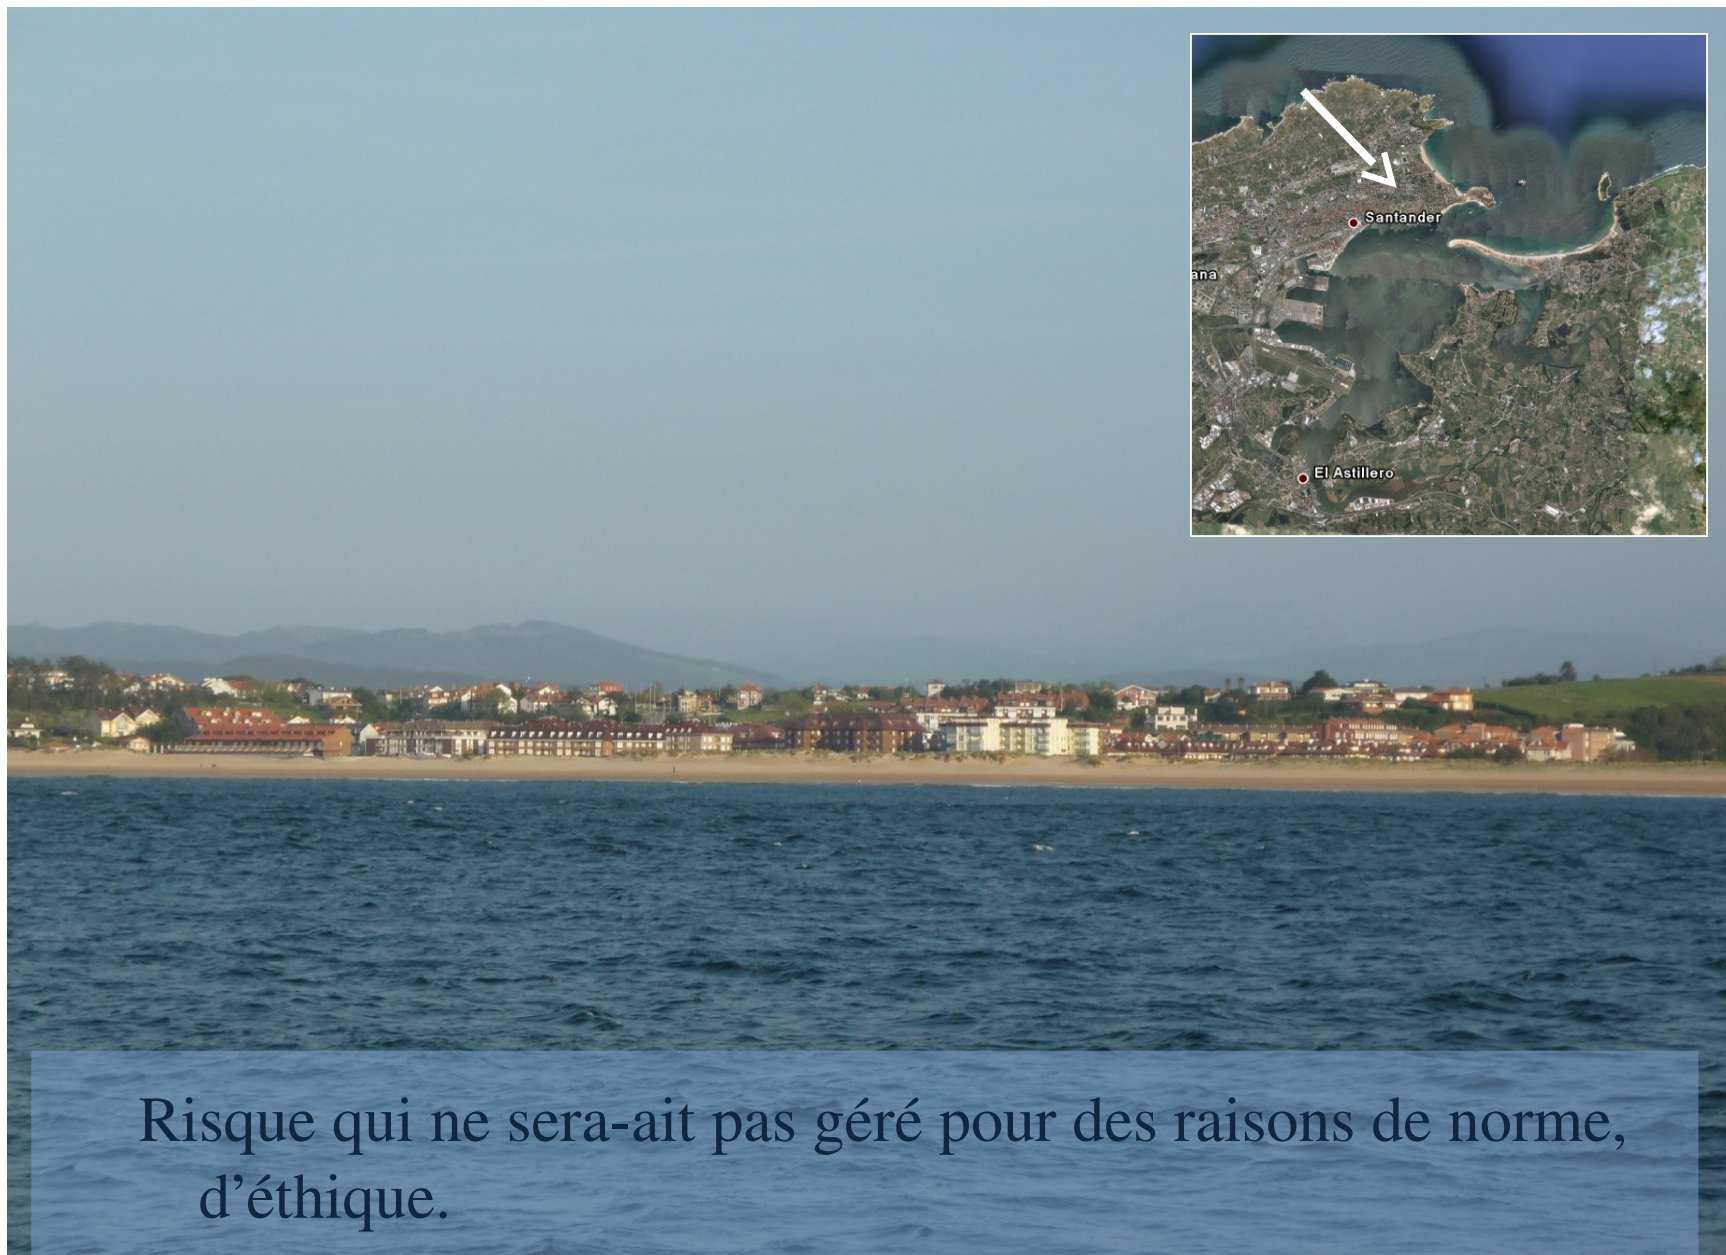 Santander
ana
El Astillero
Risque qui ne sera-ait pas géré pour des raisons de norme,
d’éthique.